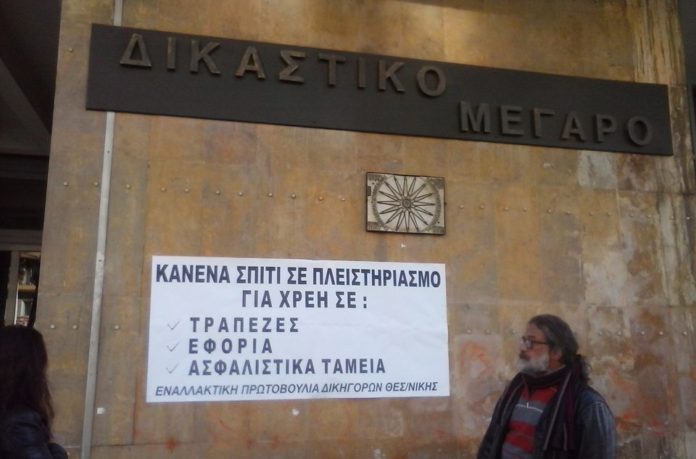 ΔΙΚΑΣΤΙΚΟ
ΜΕΓΑΡΟ
ΚΑΝΕΝΑ ΣΠΙΤΙ ΣΕ ΠΛΕΙΣΤΗΡΙΑΣΜΟ
ΓΙΑ ΧΡΕΗ ΣΕ :
✓ ΤΡΑΠΕΖΕΣ
✓ ΕΦΟΡΙΑ
✓ ΑΣΦΑΛΙΣΤΙΚΑ ΤΑΜΕΙΑ
ΕΝΑΛΛΑΚΤΙΚΗ ΠΡΩΤΟΒΟΥΛΙΑ ΔΙΚΗΓΟΡΩΝ ΘΕΣ/ΝΙΚΗΣ